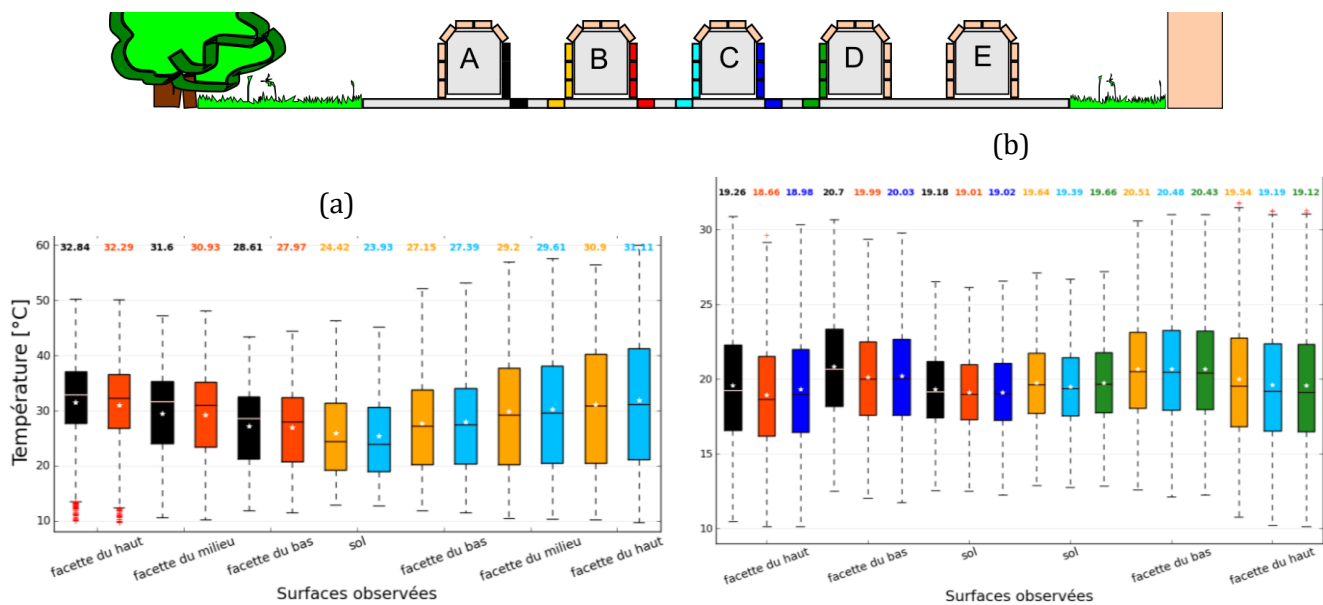 A B C D E
(b)
(a)
19.26 18.66 18.98 20.7 19.99 20.03 19.18 19.01 19.02 19.64 19.39 19.66 20.51 20.48 20.43 19.54 19.19 19.12
32.84 32.29 31.6 30.93 28.61 27.97 24.42 23.93 27.15 27.39 29.2 29.61 30.9 31.11
Température [°C]
60
50
40
30
20
10
30
25
20
15
10
facette du haut facette du milieu facette du bas sol facette du bas facette du milieu facette du haut
Surfaces observées
facette du haut facette du bas sol sol facette du bas facette du haut
Surfaces observées